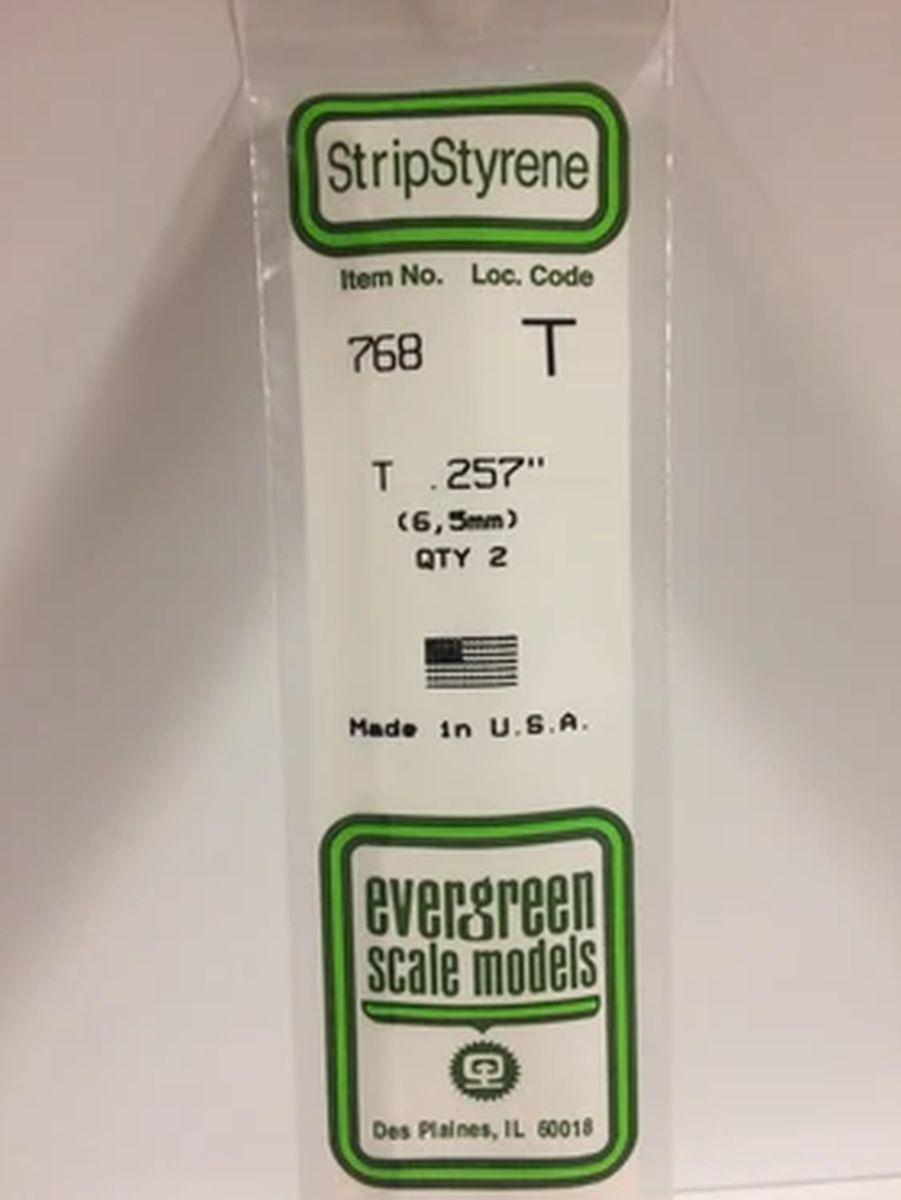 StripStyrene
Item No. Loc. Code
768 T
T .257"
(6,5mm)
QTY 2
Made in U.S.A.
evergreen
scale models
Des Plaines, IL 60018